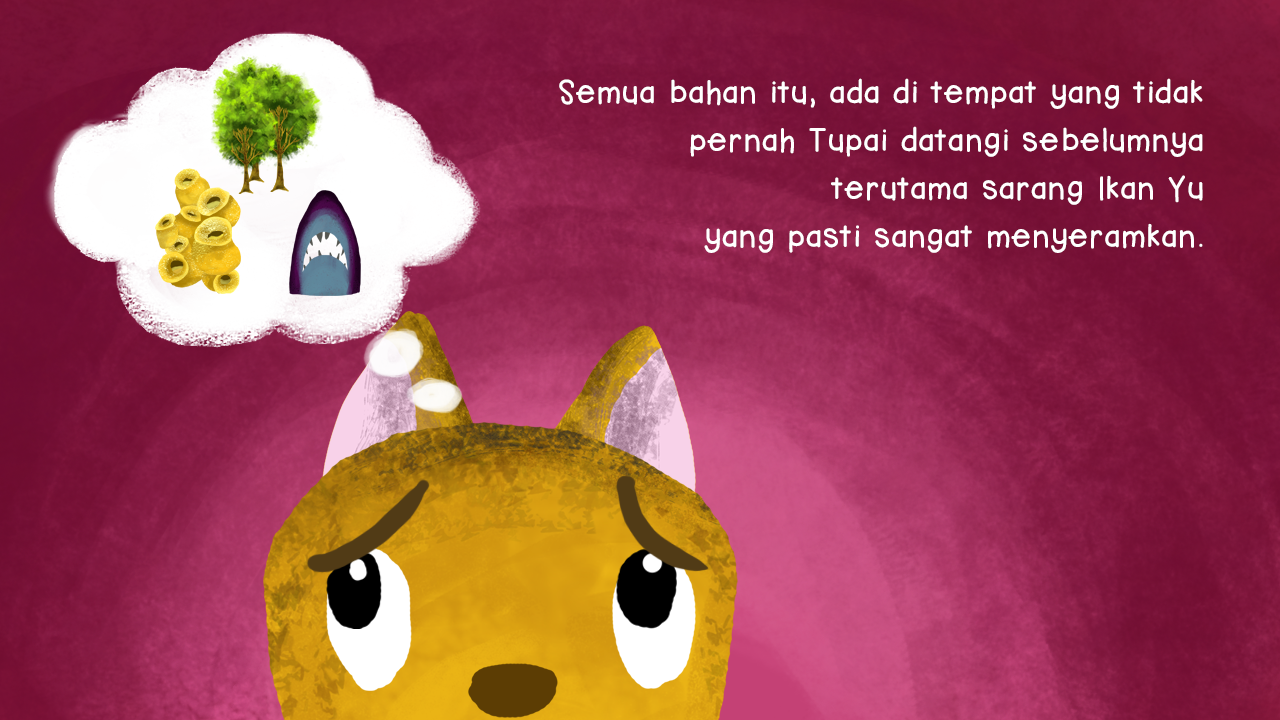 Semua bahan itu, ada di tempat yang tidak
pernah Tupai datangi sebelumnya
terutama sarang Ikan Yu
yang pasti sangat menyeramkan.